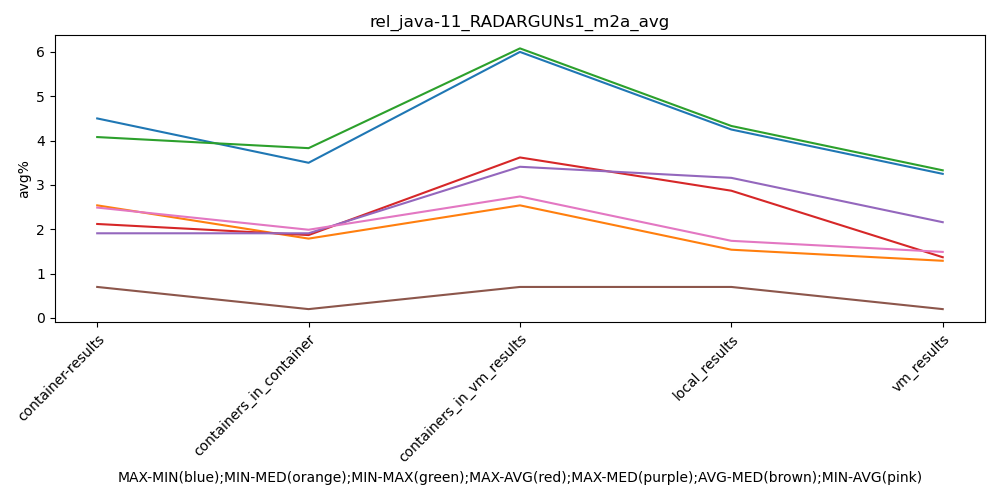 rel_java-11_RADARGUNs1_m2a_avg
avg%
6
5
4
3
2
1
0
container-results
containers_in_container
containers_in_vm_results
local_results
vm_results
MAX-MIN(blue);MIN-MED(orange);MIN-MAX(green);MAX-AVG(red);MAX-MED(purple);AVG-MED(brown);MIN-AVG(pink)